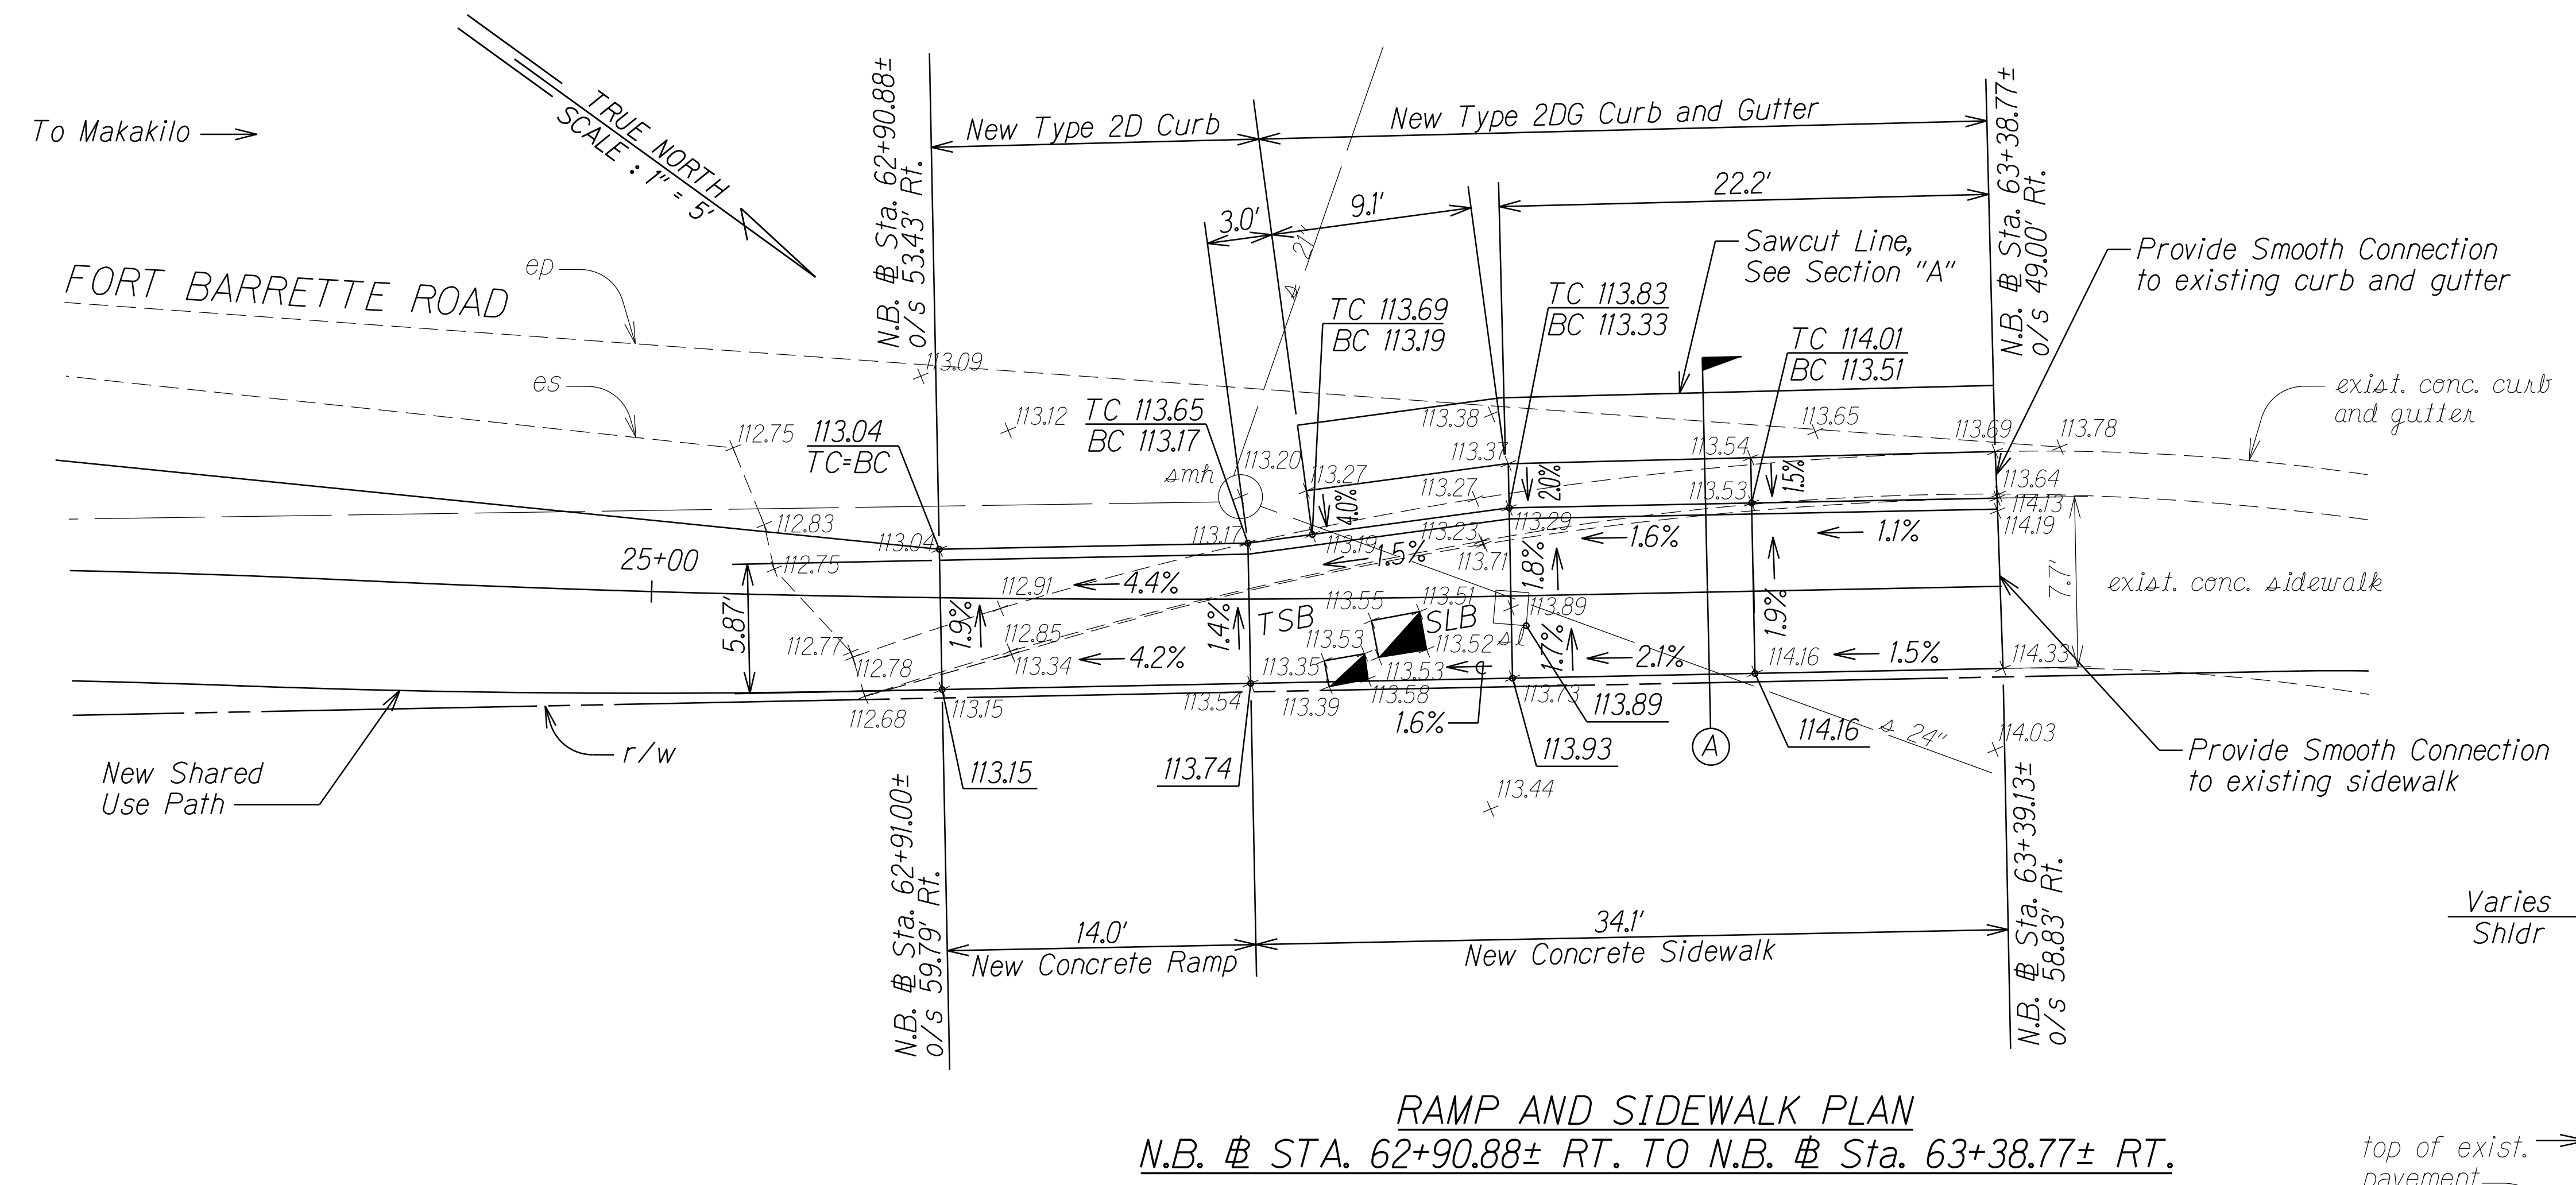 To Makakilo
TRUE NORTH
SCALE : 1" = 5'
FORT BARRETTE ROAD
ep
es
N.B. ␢ Sta. 62+90.88±
o/s 53.43' Rt.
New Type 2D Curb
New Type 2DG Curb and Gutter
N.B. ␢ Sta. 63+38.77±
o/s 49.00' Rt.
3.0'
9.1'
22.2'
s 21"
Sawcut Line,
See Section "A"
Provide Smooth Connection
to existing curb and gutter
TC 113.69
BC 113.19
TC 113.83
BC 113.33
TC 114.01
BC 113.51
exist. conc. curb
and gutter
113.09
113.12
TC 113.65
BC 113.17
113.04
TC=BC
112.75
113.38
113.65
113.69
113.78
113.37
113.54
smh
113.20
113.27
113.27
113.53
113.64
114.13
114.19
4.0%
2.0%
1.5%
112.83
113.04
113.17
113.19
113.23
113.29
113.71
1.5%
1.6%
1.1%
25+00
112.75
112.91
4.4%
1.8%
5.87'
1.9%
1.4%
TSB
113.55
113.51
SLB
113.89
1.9%
7.7'
exist. conc. sidewalk
112.77
112.78
112.85
113.34
4.2%
113.53
113.52
sl
1.7%
2.1%
1.5%
113.35
113.53
114.16
114.33
112.68
113.15
113.54
113.39
113.58
113.73
1.6%
113.89
113.93
114.16
s 24"
114.03
A
r/w
New Shared
Use Path
113.15
113.74
113.44
Provide Smooth Connection
to existing sidewalk
N.B. ␢ Sta. 62+91.00±
o/s 59.79' Rt.
14.0'
New Concrete Ramp
34.1'
New Concrete Sidewalk
N.B. ␢ Sta. 63+39.13±
o/s 58.83' Rt.
Varies
Shldr
RAMP AND SIDEWALK PLAN
N.B. ␢ STA. 62+90.88± RT. TO N.B. ␢ Sta. 63+38.77± RT.
top of exist.
pavement